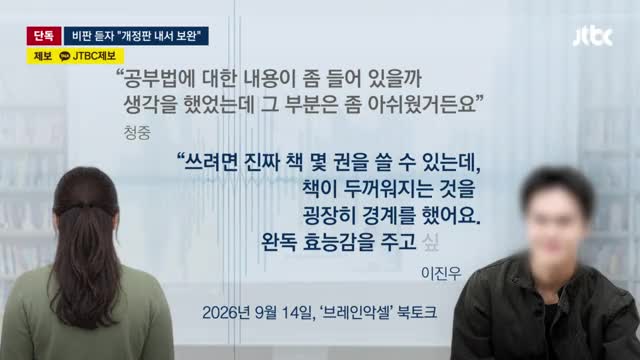 단독 비판 듣자 "개정판 내서 보완"
jtbc
제보 TALK JTBC제보
“공부법에 대한 내용이 좀 들어 있을까
생각을 했었는데 그 부분은 좀 아쉬웠거든요”
청중
“쓰려면 진짜 책 몇 권을 쓸 수 있는데,
책이 두꺼워지는 것을
굉장히 경계를 했어요.
완독 효능감을 주고 싶
이진우
2026년 9월 14일, ‘브레인악셀’ 북토크